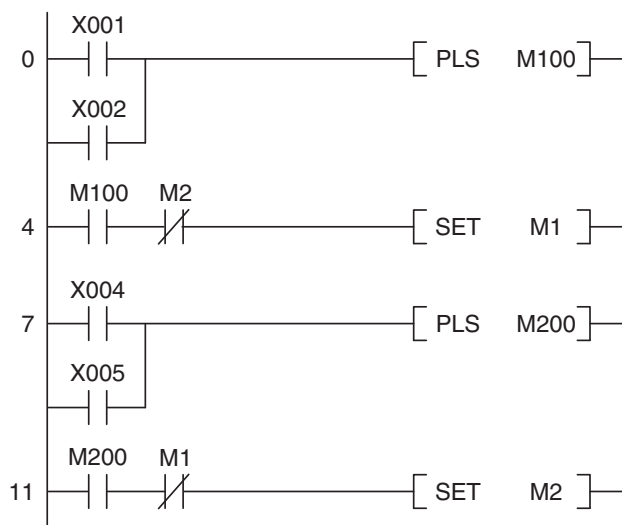 X001
0 PLS M100
X002
M100 M2
4 SET M1
X004
7 PLS M200
X005
M200 M1
11 SET M2